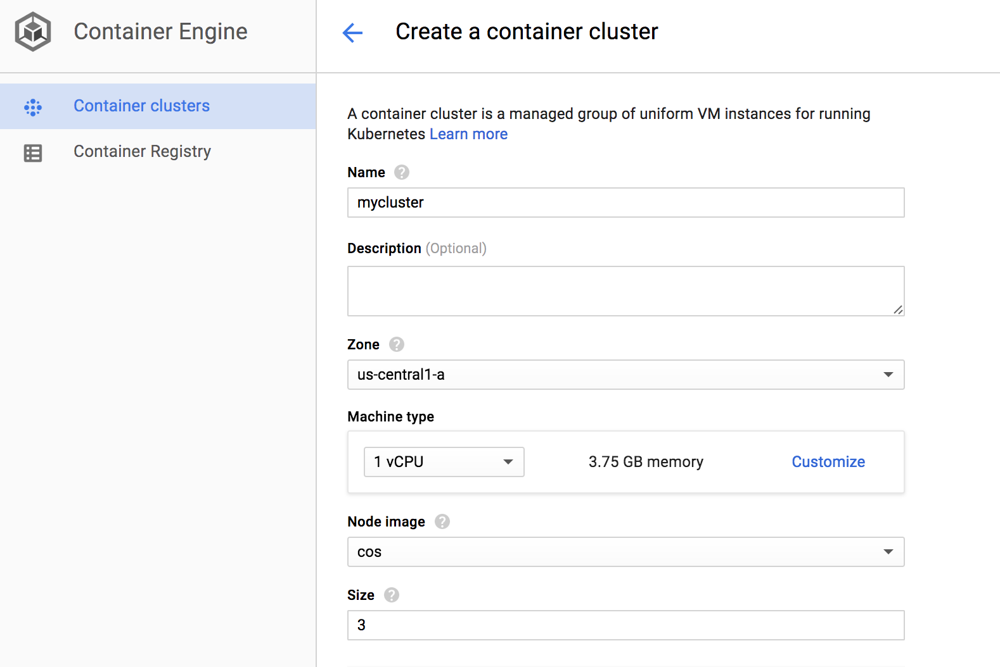 Container Engine
Create a container cluster
Container clusters
Container Registry
A container cluster is a managed group of uniform VM instances for running
Kubernetes Learn more
Name ?
mycluster
Description (Optional)
Zone ?
us-central1-a
Machine type
1 vCPU 3.75 GB memory Customize
Node image ?
cos
Size ?
3